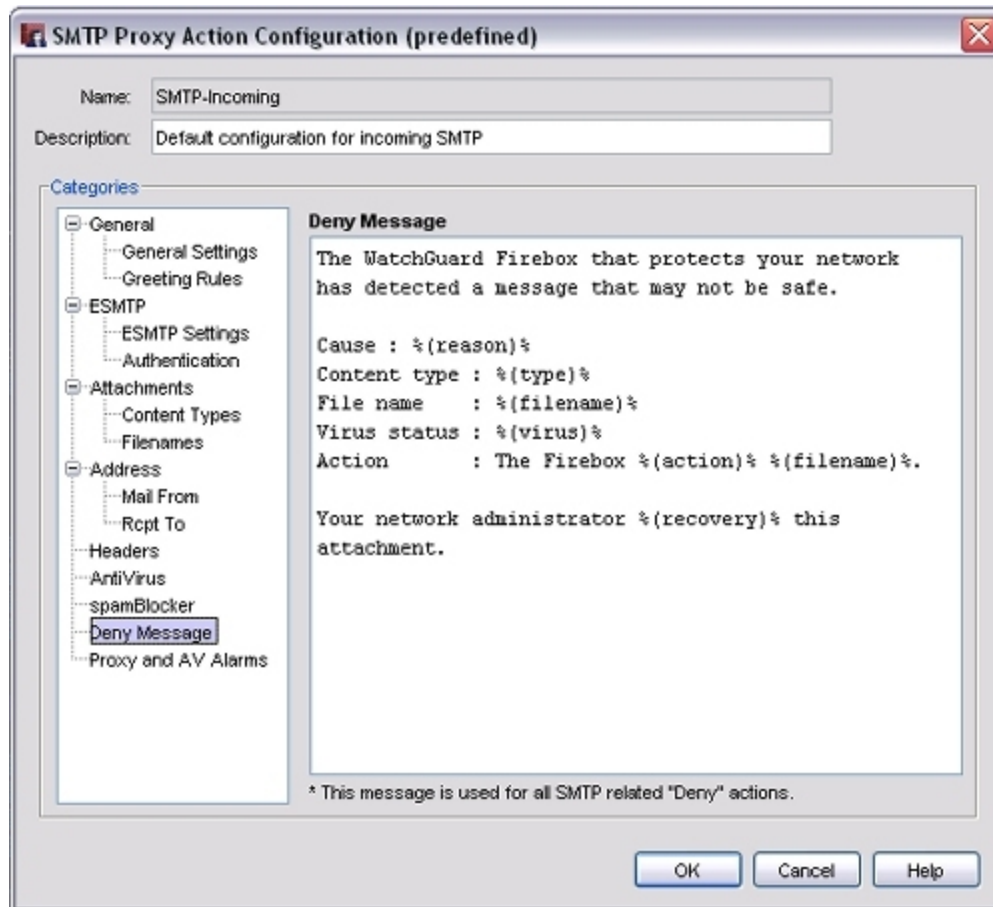 SMTP Proxy Action Configuration (predefined)
Name: SMTP-Incoming
Description: Default configuration for incoming SMTP
Categories
General
General Settings
Greeting Rules
ESMTP
ESMTP Settings
Authentication
Attachments
Content Types
Filenames
Address
Mail From
Rcpt To
Headers
AntiVirus
spamBlocker
Deny Message
Proxy and AV Alarms
Deny Message
The WatchGuard Firebox that protects your network
has detected a message that may not be safe.
Cause : %(reason)%
Content type : %(type)%
File name    : %(filename)%
Virus status : %(virus)%
Action       : The Firebox %(action)% %(filename)%.
Your network administrator %(recovery)% this
attachment.
* This message is used for all SMTP related "Deny" actions.
OK Cancel Help